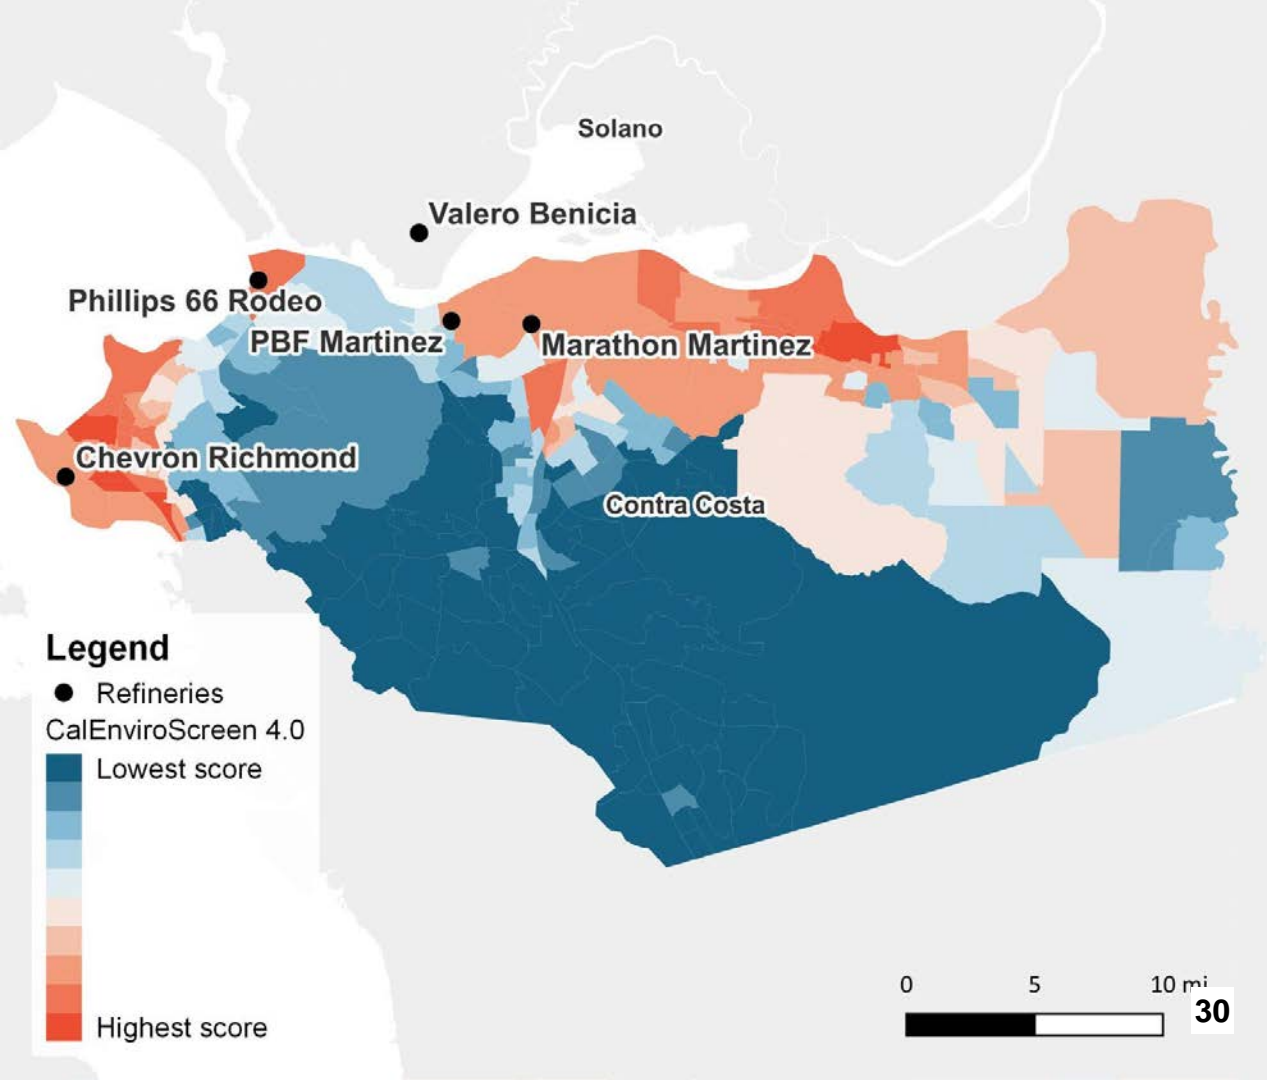 Solano
Valero Benicia
Phillips 66 Rodeo
PBF Martinez
Marathon Martinez
Chevron Richmond
Contra Costa
Legend
Refineries
CalEnviroScreen 4.0
Lowest score
Highest score
0 5 10 mi
30